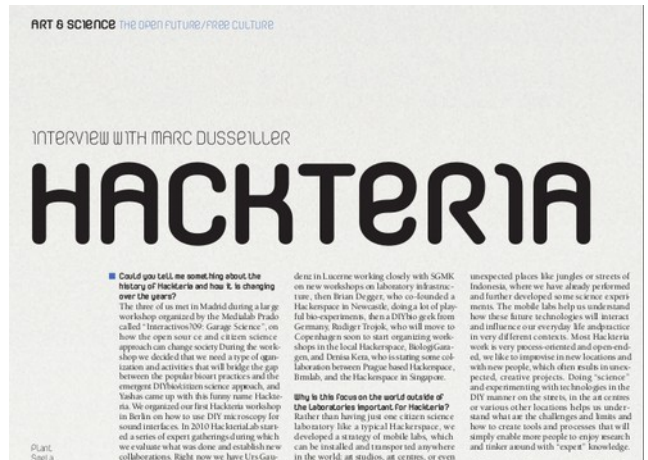 ART & SCIENCE THE OPEN FUTURE/FREE CULTURE
INTERVIEW WITH MARC DUSSEILLER
HACKTERIA
Could you tell me something about the
history of Hackteria and how it is changing
over the years?
The three of us met in Madrid during a large
workshop organized by the Medialab Prado
called "Interactivos?09: Garage Science", on
how the open sour ce and citizen science
approach can change society. During the work-
shop we decided that we need a type of organ-
ization and activities that will bridge the gap
between the popular bioart practices and the
emergent DIYbio/citizen science approach, and
Yashas came up with this funny name Hackte-
ria. We organized our first Hackteria workshop
in Berlin on how to use DIY microscopy for
sound interfaces. In 2010 HackteriaLab start-
ed a series of expert gatherings during which
we evaluate what was done and establish new
collaborations. Right now we have Urs Gau-
denz in Lucerne working closely with SGMK
on new workshops on laboratory infrastruc-
ture, then Brian Degger, who co-founded a
Hackerspace in Newcastle, doing a lot of play-
ful bio-experiments, then a DIYbio geek from
Germany, Rudiger Trojok, who will move to
Copenhagen soon to start organizing work-
shops in the local Hackerspace, BiologiGara-
gen, and Denisa Kera, who is stating some col-
laboration between Prague based Hackerspace,
Brmlab, and the Hackerspace in Singapore.
Why is this focus on the world outside of
the Laboratories important for Hackteria?
Rather than having just one citizen science
laboratory like a typical Hackerspace, we
developed a strategy of mobile labs, which
can be installed and transported anywhere
in the world: art studios, art centres, or even
unexpected places like jungles or streets of
Indonesia, where we have already performed
and further developed some science experi-
ments. The mobile labs help us understand
how these future technologies will interact
and influence our everyday life and practice
in very different contexts. Most Hackteria
work is very process-oriented and open-end-
ed, we like to improvise in new locations and
with new people, which often results in unex-
pected, creative projects. Doing "science"
and experimenting with technologies in the
DIY manner on the streets, in the art centres
or various other locations helps us under-
stand what are the challenges and limits and
how to create tools and processes that will
simply enable more people to enjoy research
and tinker around with "expert" knowledge.
Plant